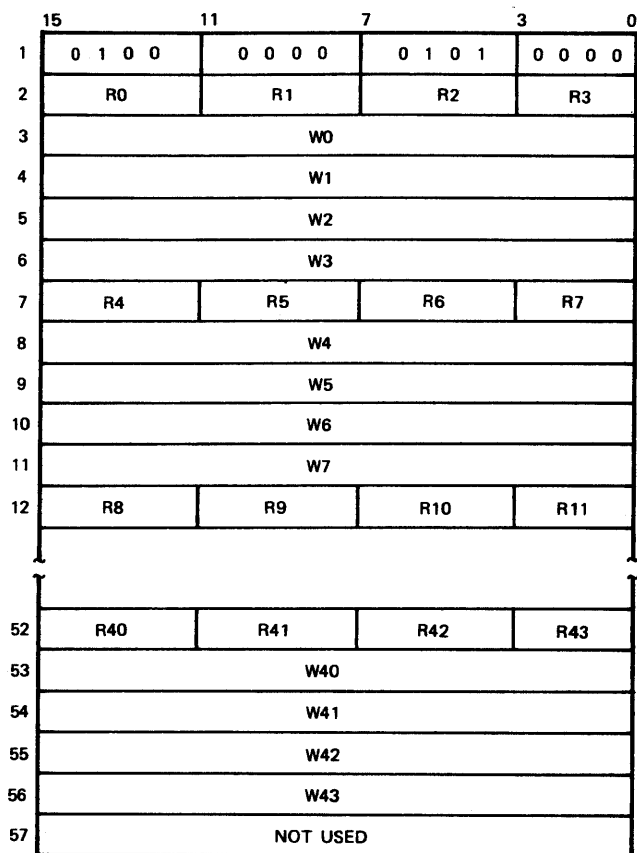 15 11 7 3 0
1 0 1 0 0 0 0 0 0 0 1 0 1 0 0 0 0
2 R0 R1 R2 R3
3 W0
4 W1
5 W2
6 W3
7 R4 R5 R6 R7
8 W4
9 W5
10 W6
11 W7
12 R8 R9 R10 R11
52 R40 R41 R42 R43
53 W40
54 W41
55 W42
56 W43
57 NOT USED